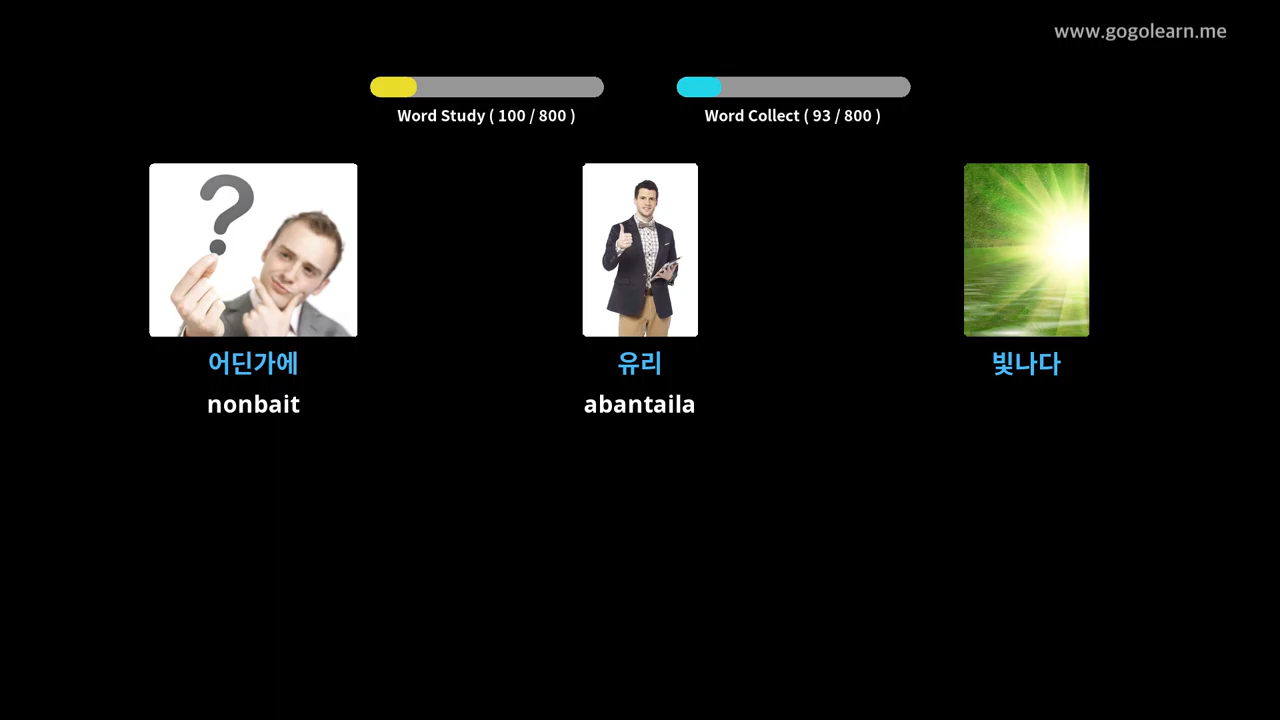 www.gogolearn.me
Word Study ( 100 / 800 )
Word Collect ( 93 / 800 )
어딘가에
nonbait
유리
abantaila
빛나다